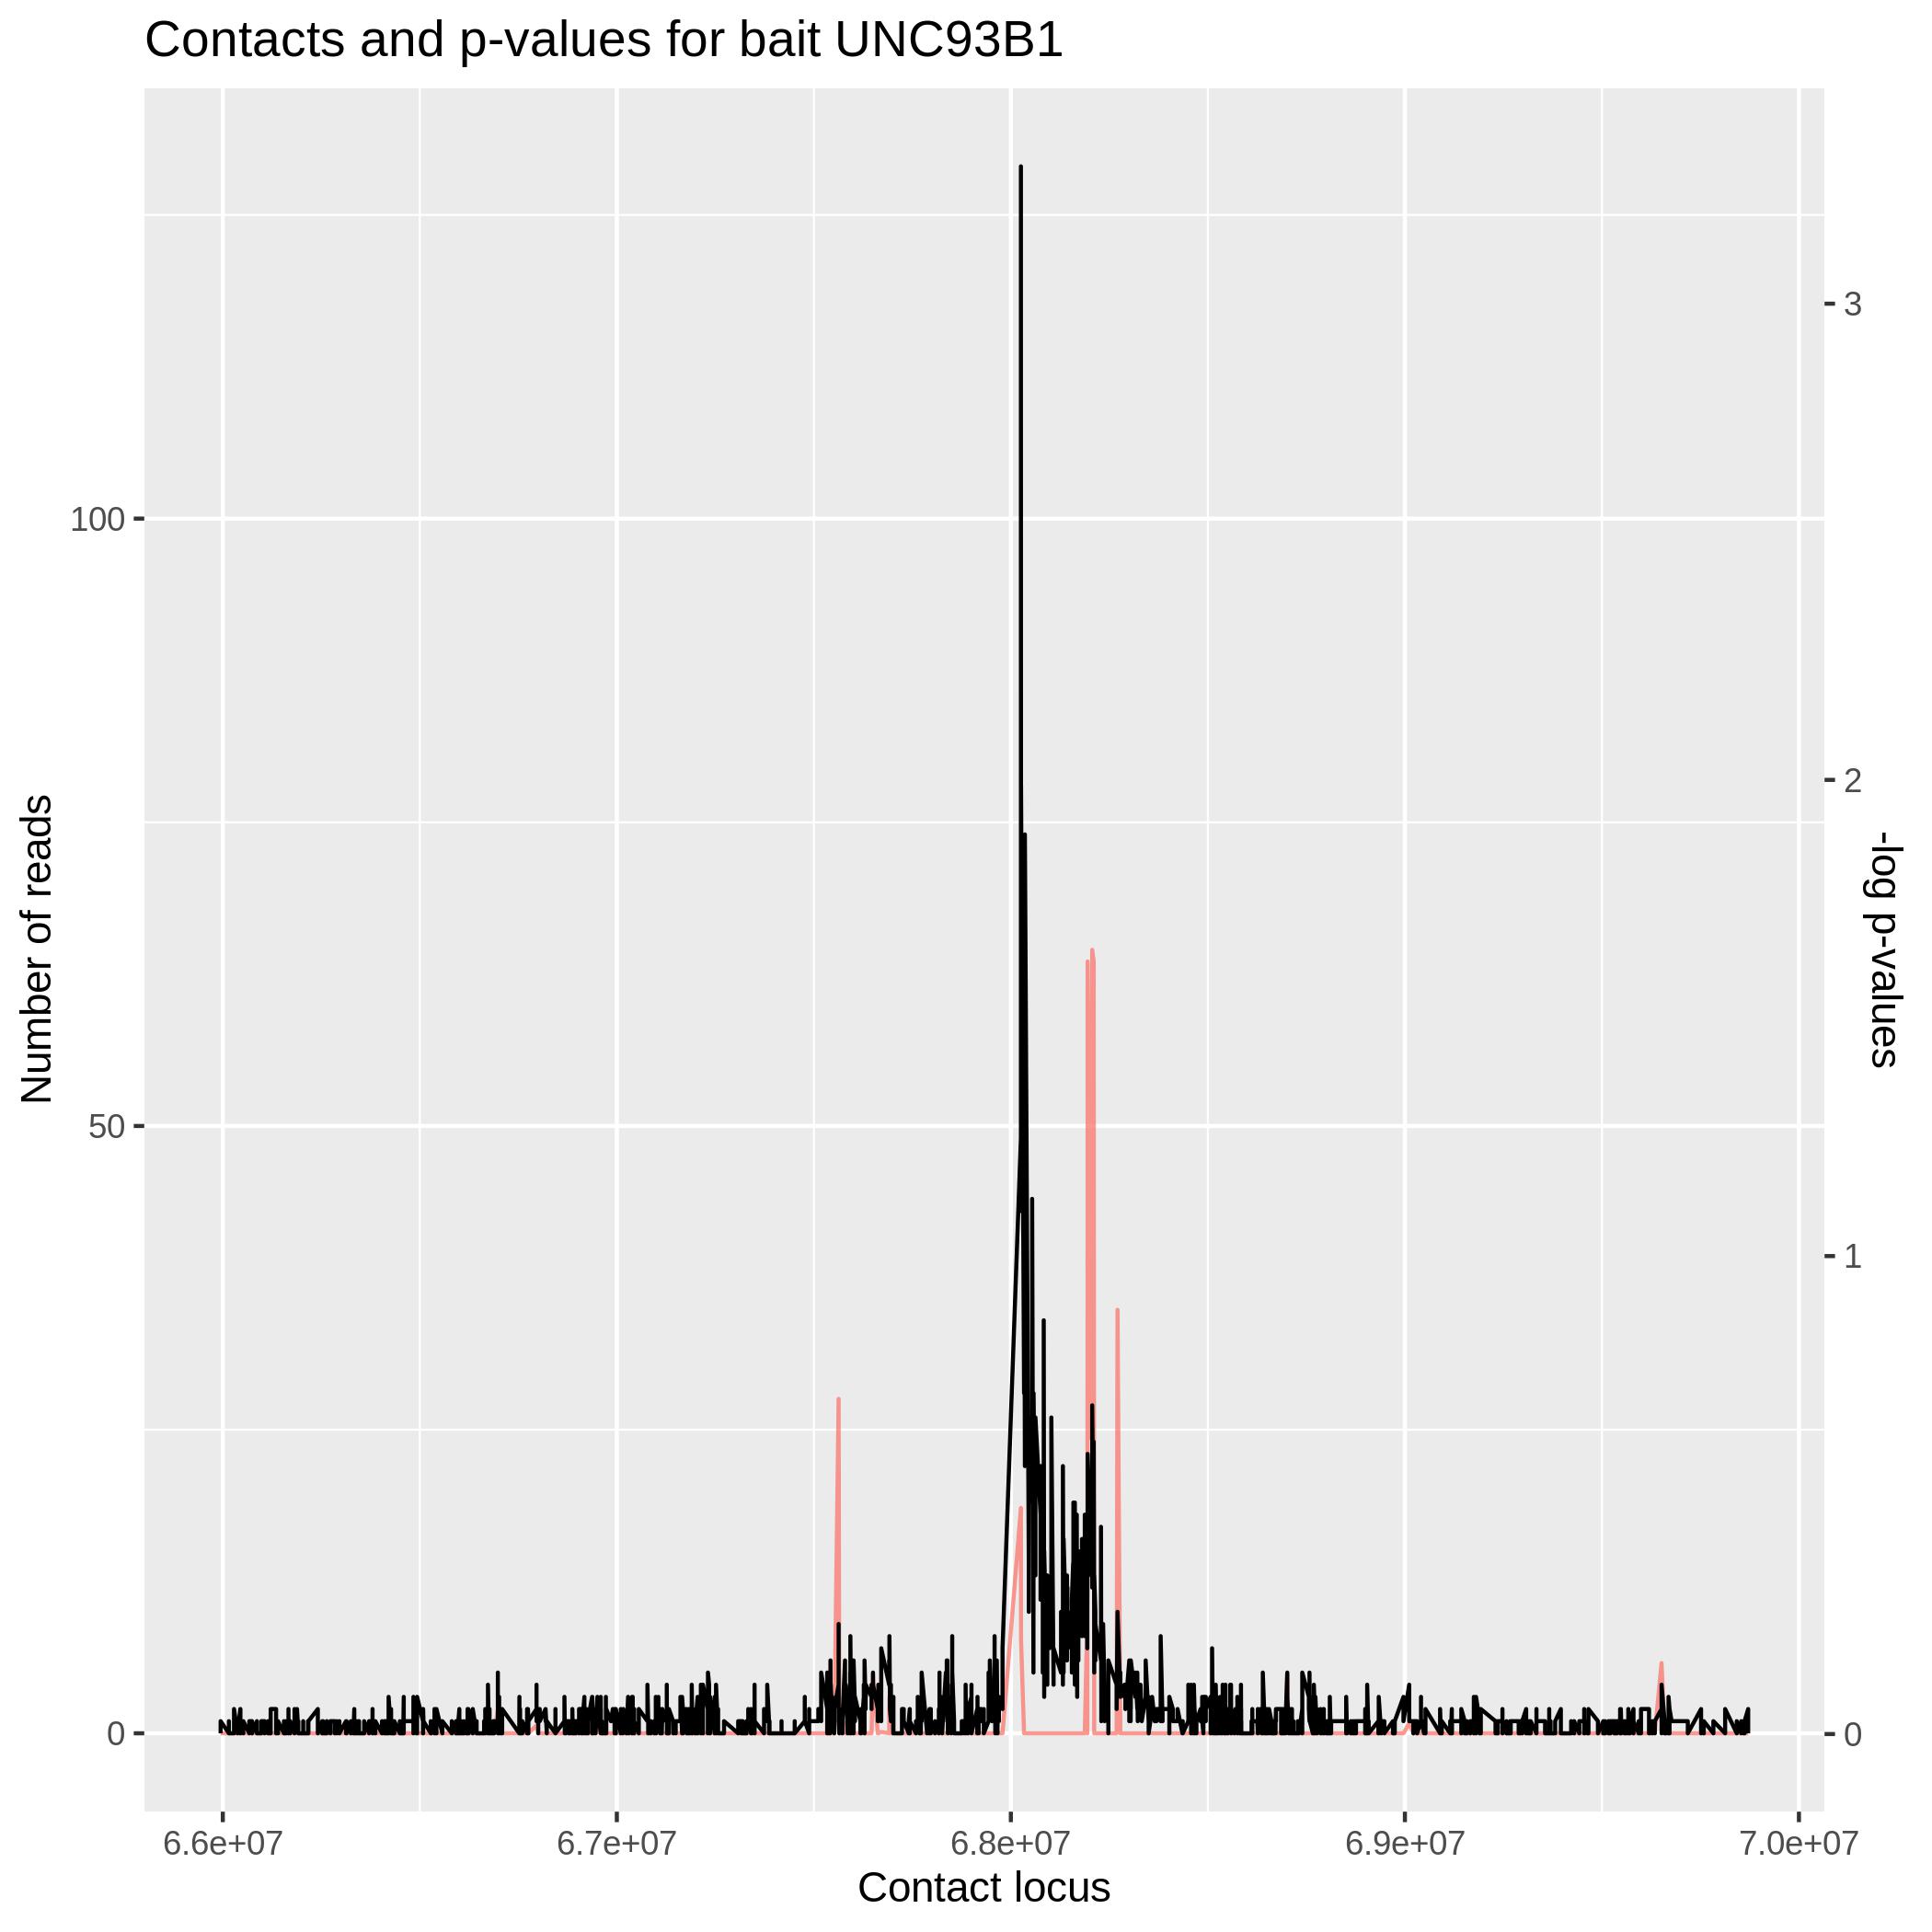 Contacts and p-values for bait UNC93B1
Number of reads
100
50
0
3
2
1
0
-log p-values
6.6e+07
6.7e+07
6.8e+07
6.9e+07
7.0e+07
Contact locus